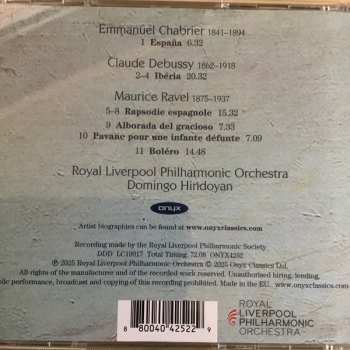 Emmanuel Chabrier 1841–1894
1 España 6.32
Claude Debussy 1862–1918
2–4 Ibéria 20.32
Maurice Ravel 1875–1937
5–8 Rapsodie espagnole 15.32
9 Alborada del gracioso 7.33
10 Pavane pour une infante défunte 7.09
11 Boléro 14.48
Royal Liverpool Philharmonic Orchestra
Domingo Hindoyan
onyx
Artist biographies can be found at www.onyxclassics.com
Recording made by the Royal Liverpool Philharmonic Society
DDD LC19017 Total Timing: 72.08 ONYX4252
℗ 2025 Royal Liverpool Philharmonic Orchestra © 2025 Onyx Classics Ltd.
All rights of the manufacturer and of the recorded work reserved. Unauthorised hiring, lending,
public performance, broadcast and copying of this recording prohibited. Made in the EU. www.onyxclassics.com
8 80040 42522 9
ROYAL
LIVERPOOL
PHILHARMONIC
ORCHESTRA